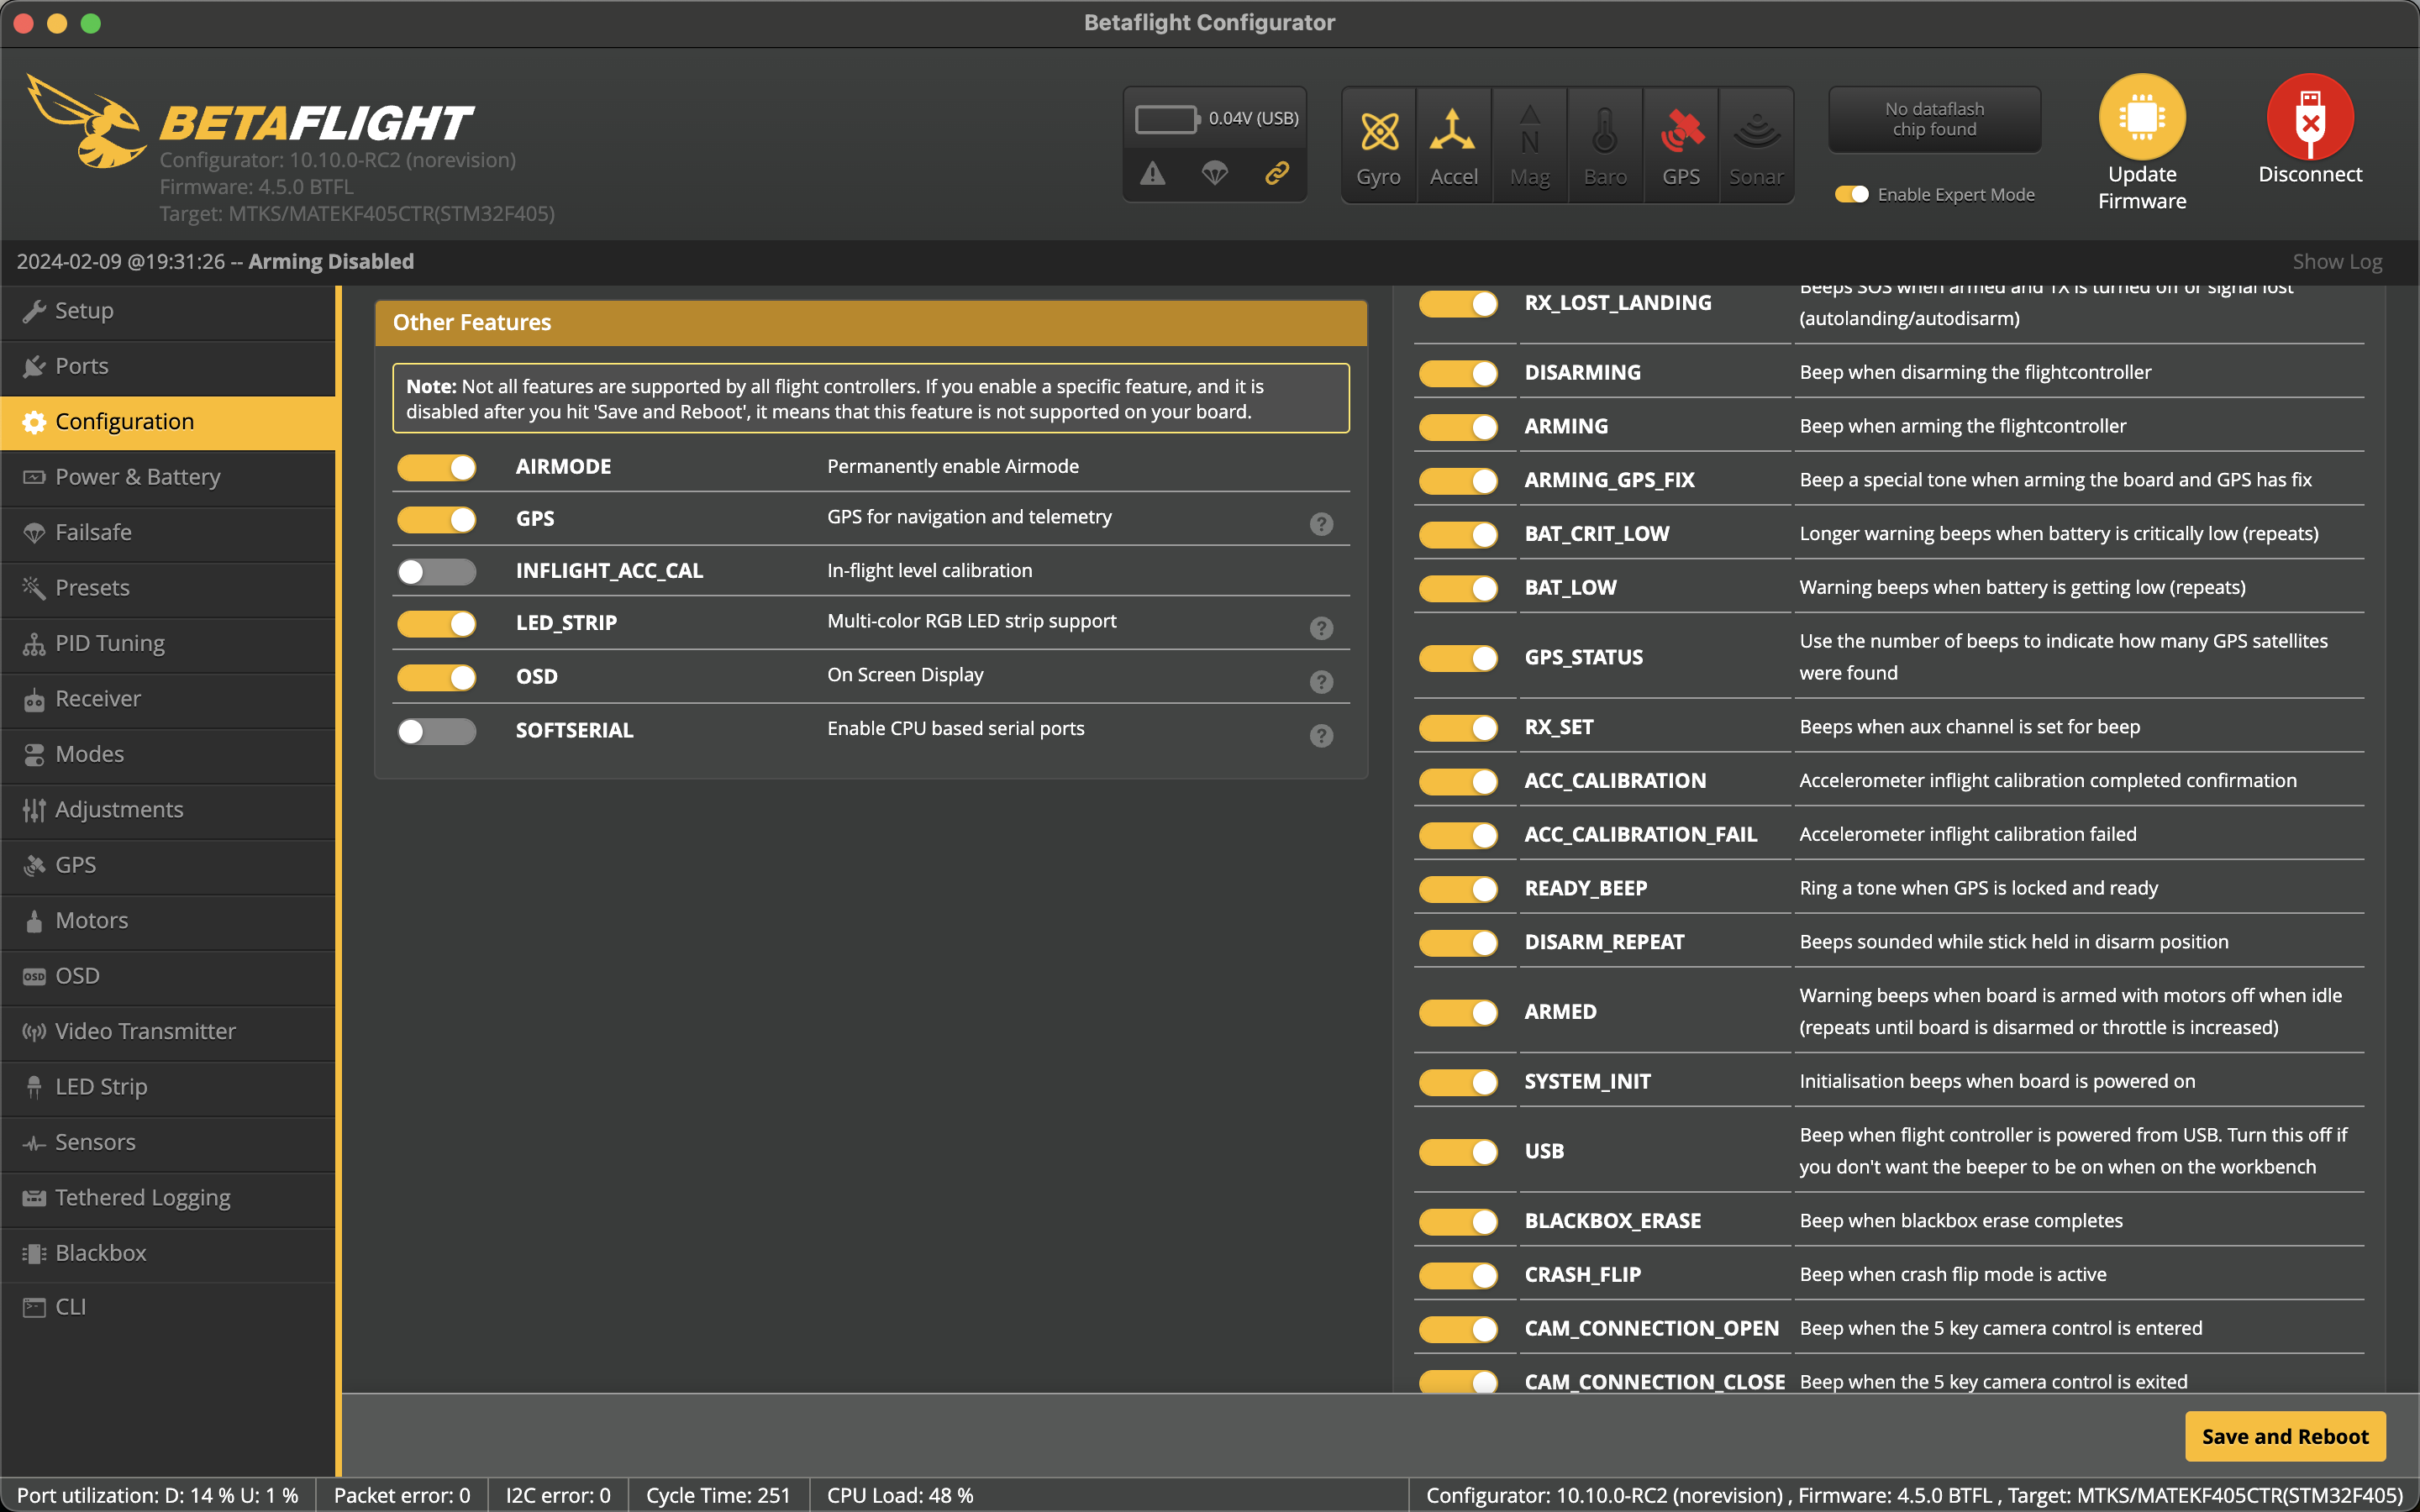 Betaflight Configurator
BETAFLIGHT
Configurator: 10.10.0-RC2 (norevision)
Firmware: 4.5.0 BTFL
Target: MTKS/MATEKF405CTR(STM32F405)
0.04V (USB)
Gyro
Accel
N
Mag
Baro
GPS
Sonar
No dataflash
chip found
Enable Expert Mode
Update
Firmware
Disconnect
2024-02-09 @19:31:26 -- Arming Disabled
Show Log
Setup
Ports
Configuration
Power & Battery
Failsafe
Presets
PID Tuning
Receiver
Modes
Adjustments
GPS
Motors
OSD OSD
Video Transmitter
LED Strip
Sensors
Tethered Logging
Blackbox
CLI
Other Features
Note: Not all features are supported by all flight controllers. If you enable a specific feature, and it is
disabled after you hit 'Save and Reboot', it means that this feature is not supported on your board.
AIRMODE Permanently enable Airmode
GPS GPS for navigation and telemetry ?
INFLIGHT_ACC_CAL In-flight level calibration
LED_STRIP Multi-color RGB LED strip support ?
OSD On Screen Display ?
SOFTSERIAL Enable CPU based serial ports ?
RX_LOST_LANDING Beeps SOS when armed and TX is turned off or signal lost
(autolanding/autodisarm)
DISARMING Beep when disarming the flightcontroller
ARMING Beep when arming the flightcontroller
ARMING_GPS_FIX Beep a special tone when arming the board and GPS has fix
BAT_CRIT_LOW Longer warning beeps when battery is critically low (repeats)
BAT_LOW Warning beeps when battery is getting low (repeats)
GPS_STATUS Use the number of beeps to indicate how many GPS satellites
were found
RX_SET Beeps when aux channel is set for beep
ACC_CALIBRATION Accelerometer inflight calibration completed confirmation
ACC_CALIBRATION_FAIL Accelerometer inflight calibration failed
READY_BEEP Ring a tone when GPS is locked and ready
DISARM_REPEAT Beeps sounded while stick held in disarm position
ARMED Warning beeps when board is armed with motors off when idle
(repeats until board is disarmed or throttle is increased)
SYSTEM_INIT Initialisation beeps when board is powered on
USB Beep when flight controller is powered from USB. Turn this off if
you don't want the beeper to be on when on the workbench
BLACKBOX_ERASE Beep when blackbox erase completes
CRASH_FLIP Beep when crash flip mode is active
CAM_CONNECTION_OPEN Beep when the 5 key camera control is entered
CAM_CONNECTION_CLOSE Beep when the 5 key camera control is exited
Save and Reboot
Port utilization: D: 14 % U: 1 %
Packet error: 0
I2C error: 0
Cycle Time: 251
CPU Load: 48 %
Configurator: 10.10.0-RC2 (norevision) , Firmware: 4.5.0 BTFL , Target: MTKS/MATEKF405CTR(STM32F405)